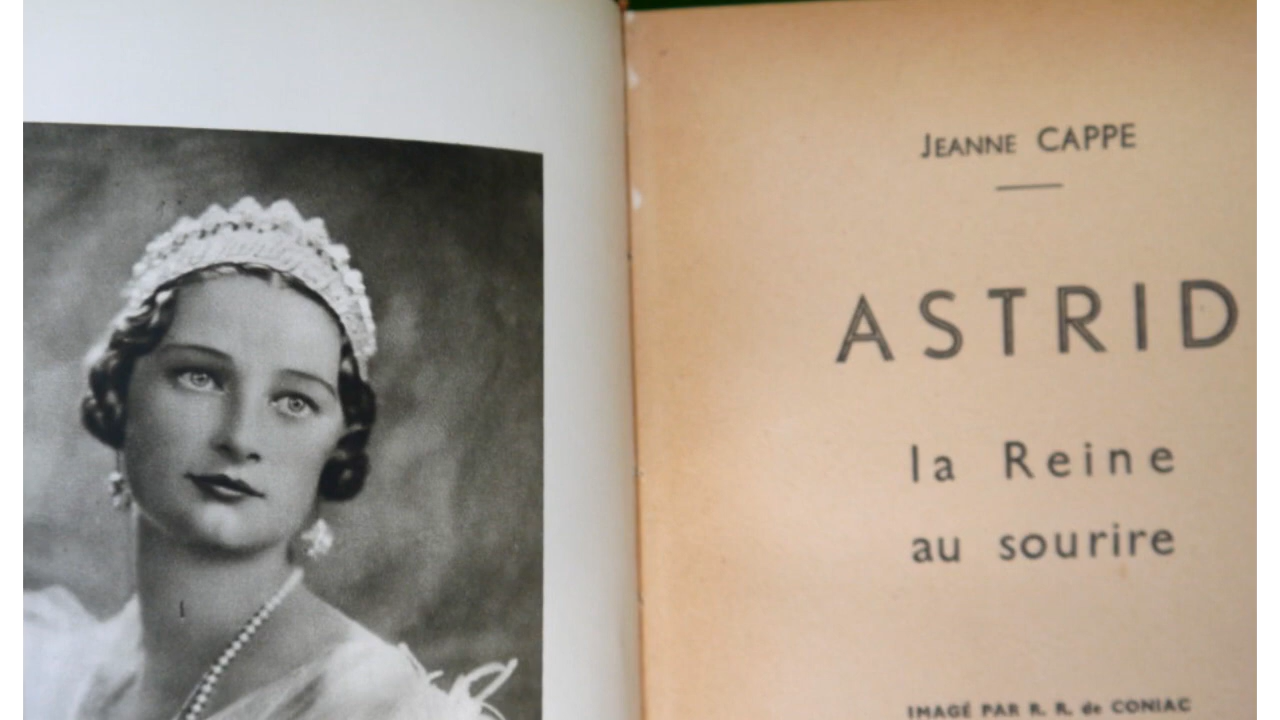 JEANNE CAPPE
ASTRID
la Reine
au sourire
IMAGÉ PAR R. R. de CONIAC